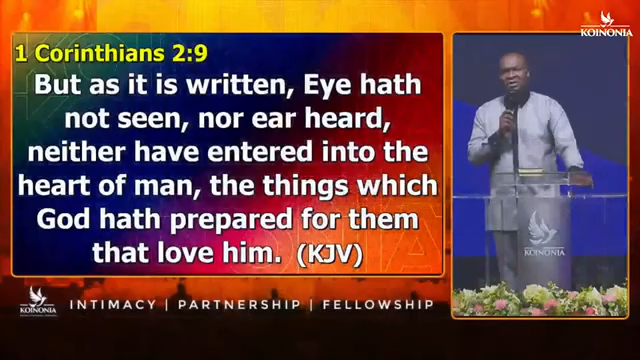 KOINONIA
1 Corinthians 2:9
But as it is written, Eye hath
not seen, nor ear heard,
neither have entered into the
heart of man, the things which
God hath prepared for them
that love him. (KJV)
KOINONIA
INTIMACY | PARTNERSHIP | FELLOWSHIP